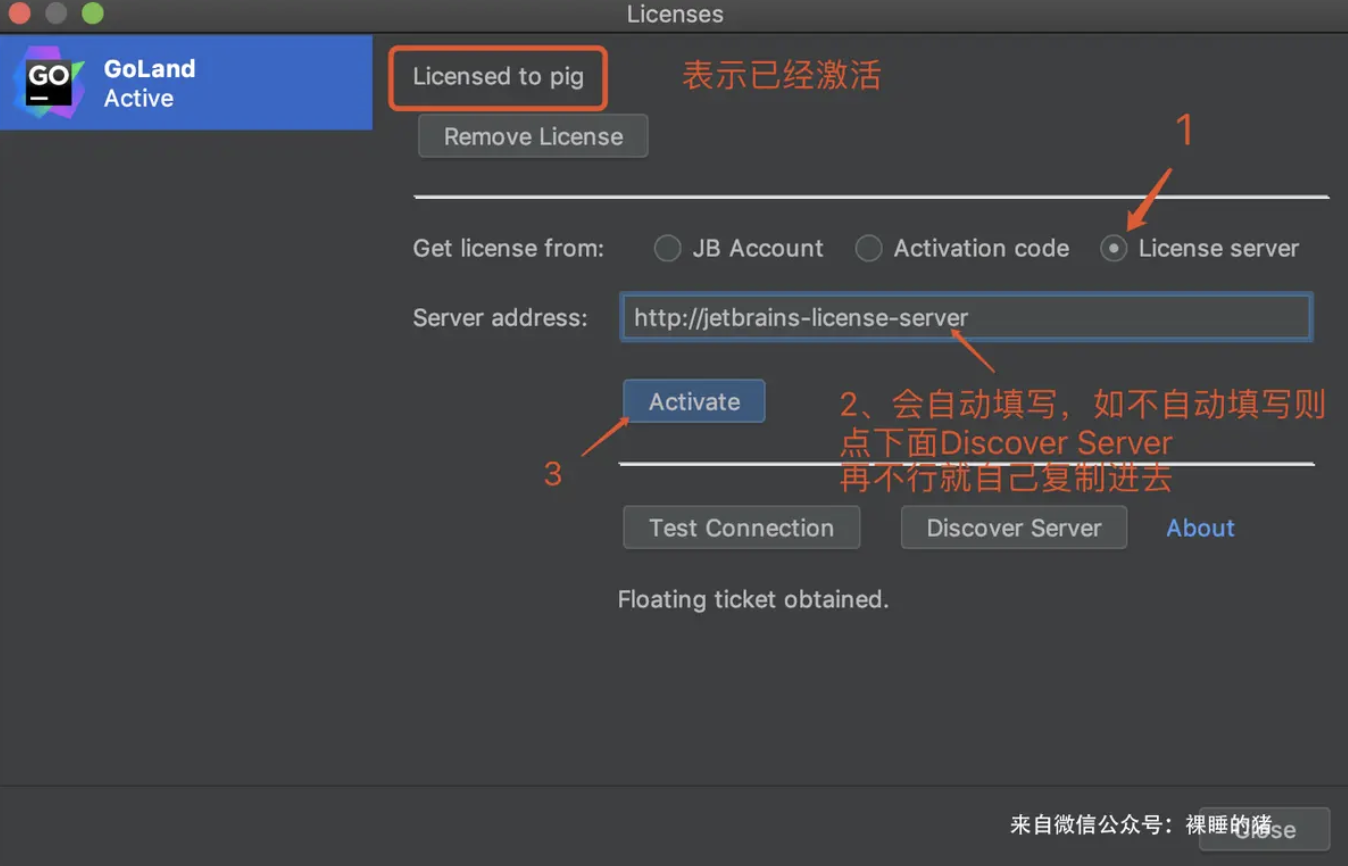 Licenses
GO
GoLand
Active
Licensed to pig
表示已经激活
Remove License
1
Get license from:
JB Account
Activation code
License server
Server address:
http://jetbrains-license-server
Activate
2、会自动填写，如不自动填写则
点下面Discover Server
再不行就自己复制进去
3
Test Connection
Discover Server
About
Floating ticket obtained.
来自微信公众号：裸睡的猪
Close